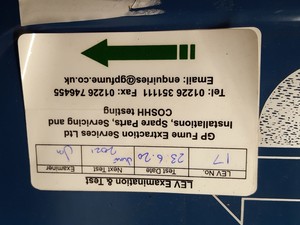 LEV Examination & Test
LEV No. Test Date Next Test Examiner
17 23.6.20 June 2021
GP Fume Extraction Services Ltd
Installations, Spare Parts, Servicing and
COSHH testing
Tel: 01226 351111 Fax: 01226 746455
Email: enquiries@gpfume.co.uk